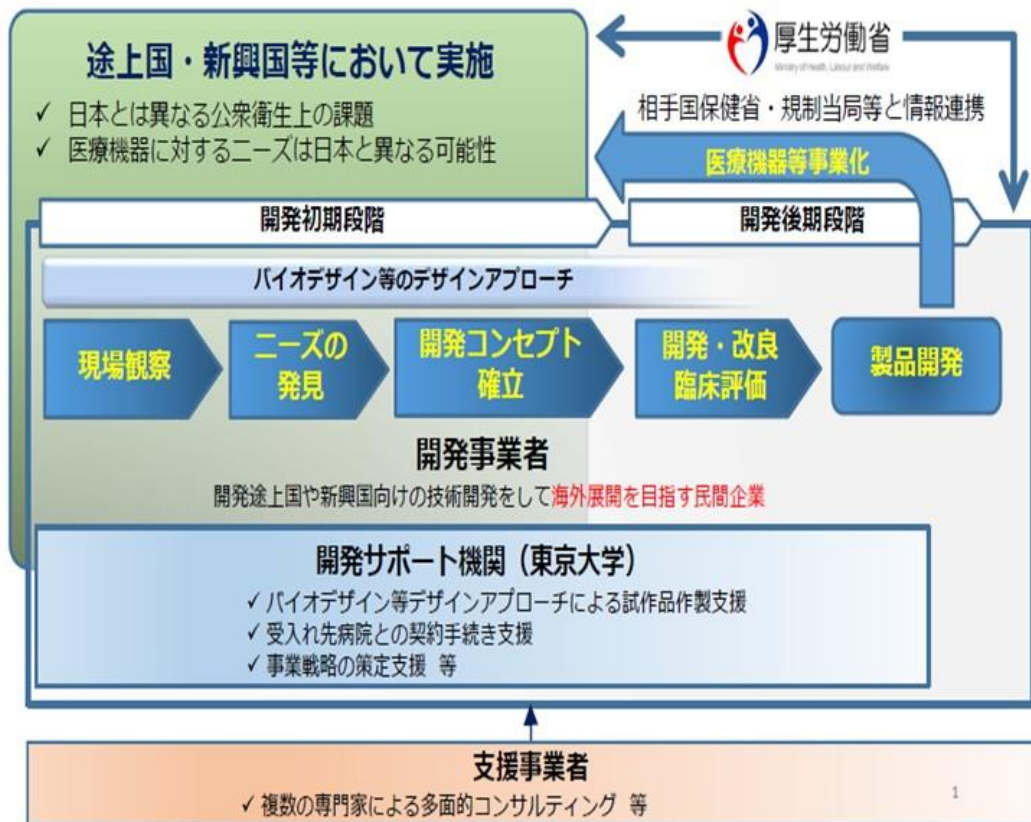 途上国・新興国等において実施
✓ 日本とは異なる公衆衛生上の課題
✓ 医療機器に対するニーズは日本と異なる可能性
厚生労働省
Ministry of Health, Labour and Welfare
相手国保健省・規制当局等と情報連携
医療機器等事業化
開発初期段階
開発後期段階
バイオデザイン等のデザインアプローチ
現場観察
ニーズの
発見
開発コンセプト
確立
開発・改良
臨床評価
製品開発
開発事業者
開発途上国や新興国向けの技術開発をして海外展開を目指す民間企業
開発サポート機関（東京大学）
✓ バイオデザイン等デザインアプローチによる試作品作製支援
✓ 受入れ先病院との契約手続き支援
✓ 事業戦略の策定支援 等
支援事業者
✓ 複数の専門家による多面的コンサルティング 等
1